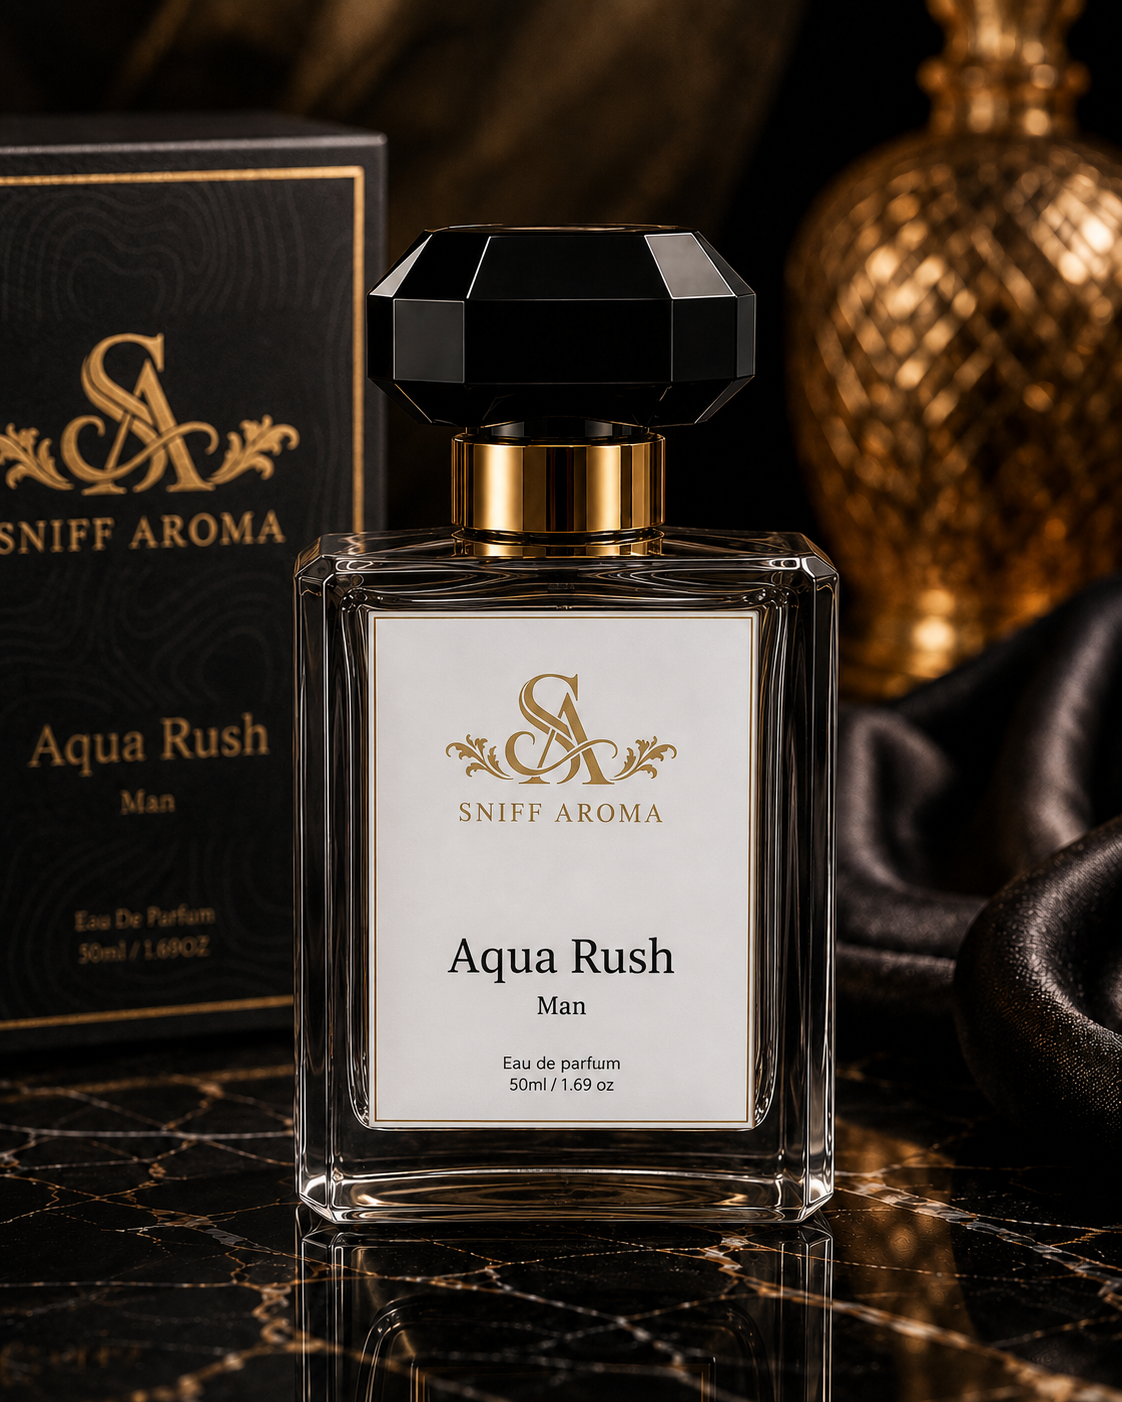 SA
SNIFF AROMA
Aqua Rush
Man
Eau De Parfum
50ml / 1.69OZ
SA
SNIFF AROMA
Aqua Rush
Man
Eau de parfum
50ml / 1.69 oz